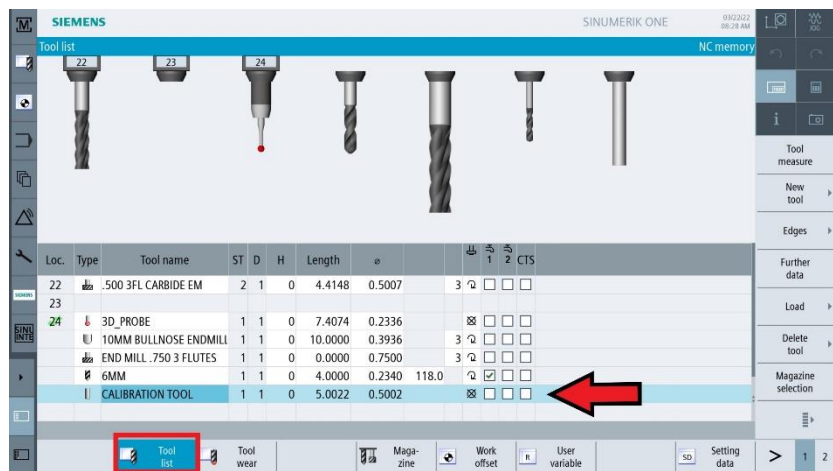 SIEMENS SINUMERIK ONE 03/22/22 08:28 AM
JOG
Tool list NC memory
22 23 24
Loc. Type Tool name ST D H Length ø 1 2 CTS
22 .500 3FL CARBIDE EM 2 1 0 4.4148 0.5007 3
23
24 3D_PROBE 1 1 0 7.4074 0.2336
10MM BULLNOSE ENDMILL 1 1 0 10.0000 0.3936 3
END MILL .750 3 FLUTES 1 1 0 0.0000 0.7500 3
6MM 1 1 0 4.0000 0.2340 118.0
CALIBRATION TOOL 1 1 0 5.0022 0.5002
M
SIEMENS
SINU
INTE
i
Tool
measure
New
tool
Edges
Further
data
Load
Delete
tool
Magazine
selection
Tool
list
Tool
wear
Maga-
zine
Work
offset
R User
variable
SD Setting
data
> 1 2